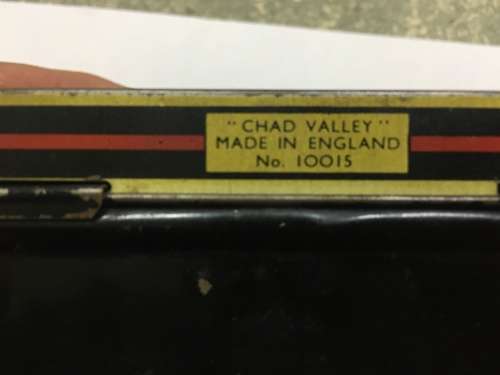 "CHAD VALLEY"
MADE IN ENGLAND
No. 10015